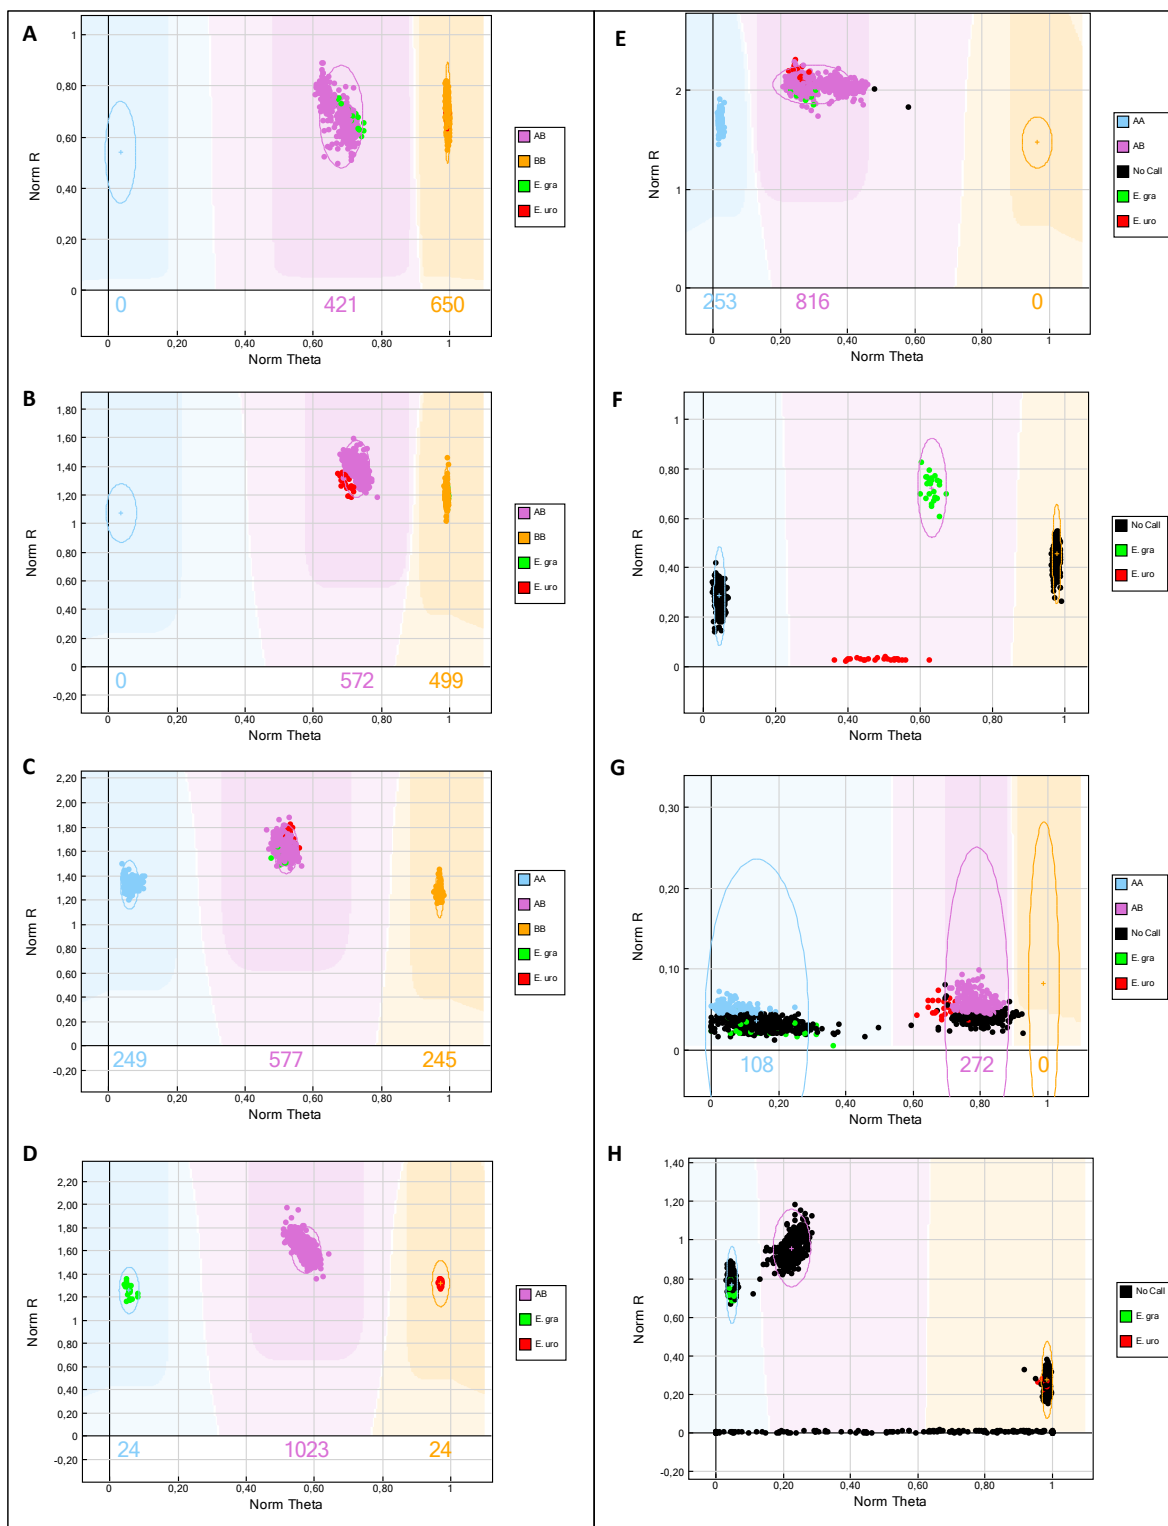 A
Norm R
1
0,80
0,60
0,40
0,20
0
0
421
650
0
0,20
0,40
0,60
0,80
1
Norm Theta
AB
BB
E. gra
E. uro
B
Norm R
1,80
1,60
1,40
1,20
1
0,80
0,60
0,40
0,20
0
-0,20
0
572
499
0
0,20
0,40
0,60
0,80
1
Norm Theta
AB
BB
E. gra
E. uro
C
Norm R
2,20
2,00
1,80
1,60
1,40
1,20
1
0,80
0,60
0,40
0,20
0
-0,20
249
577
245
0
0,20
0,40
0,60
0,80
1
Norm Theta
AA
AB
BB
E. gra
E. uro
D
Norm R
2,20
2,00
1,80
1,60
1,40
1,20
1
0,80
0,60
0,40
0,20
0
-0,20
24
1023
24
0
0,20
0,40
0,60
0,80
1
Norm Theta
AB
E. gra
E. uro
E
Norm R
2
1
0
253
816
0
0
0,20
0,40
0,60
0,80
1
Norm Theta
AA
AB
No Call
E. gra
E. uro
F
Norm R
1
0,80
0,60
0,40
0,20
0
0
0,20
0,40
0,60
0,80
1
Norm Theta
No Call
E. gra
E. uro
G
Norm R
0,30
0,20
0,10
0
108
272
0
0
0,20
0,40
0,60
0,80
1
Norm Theta
AA
AB
No Call
E. gra
E. uro
H
Norm R
1,40
1,20
1
0,80
0,60
0,40
0,20
0
-0,20
0
0,20
0,40
0,60
0,80
1
Norm Theta
No Call
E. gra
E. uro